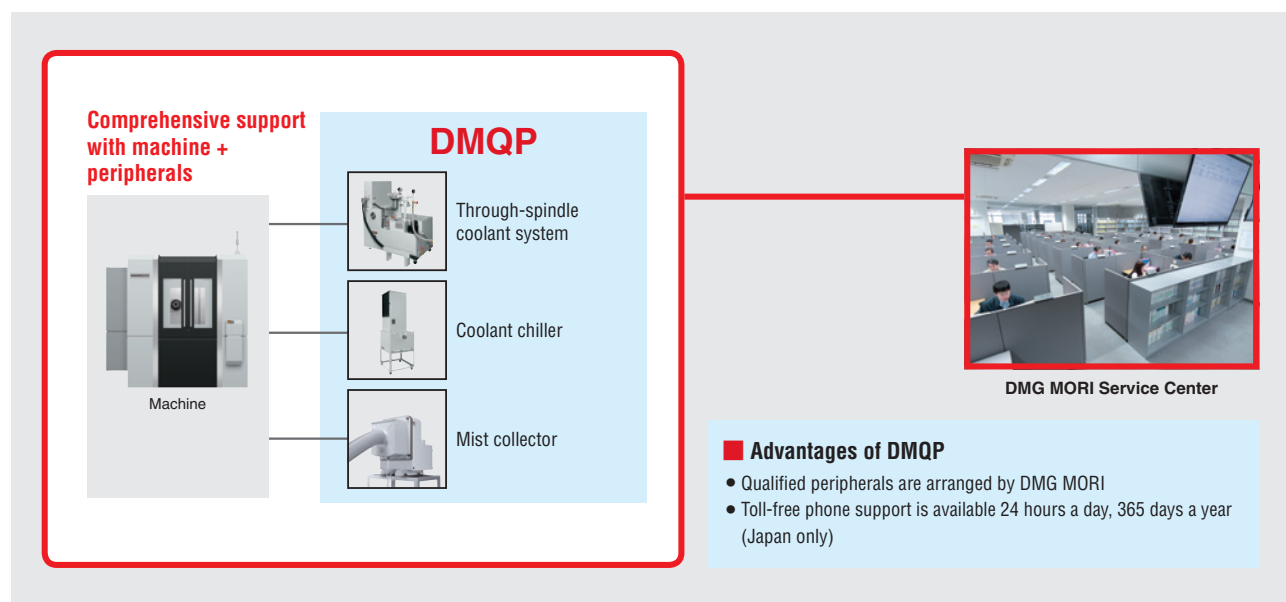 Comprehensive support
with machine +
peripherals
DMQP
Through-spindle
coolant system
Coolant chiller
Mist collector
Machine
DMG MORI Service Center
Advantages of DMQP
● Qualified peripherals are arranged by DMG MORI
● Toll-free phone support is available 24 hours a day, 365 days a year
(Japan only)